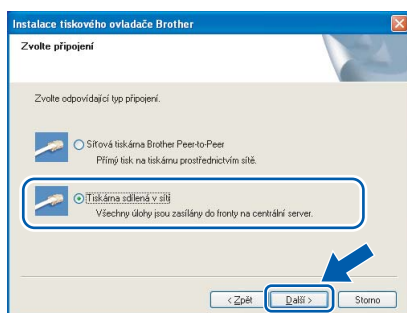 Instalace tiskového ovladače Brother
Zvolte připojení
Zvolte odpovídající typ připojení.
Síťová tiskárna Brother Peer-to-Peer
Přímý tisk na tiskárnu prostřednictvím sítě.
Tiskárna sdílená v síti
Všechny úlohy jsou zasílány do fronty na centrální server.
< Zpět Další > Storno